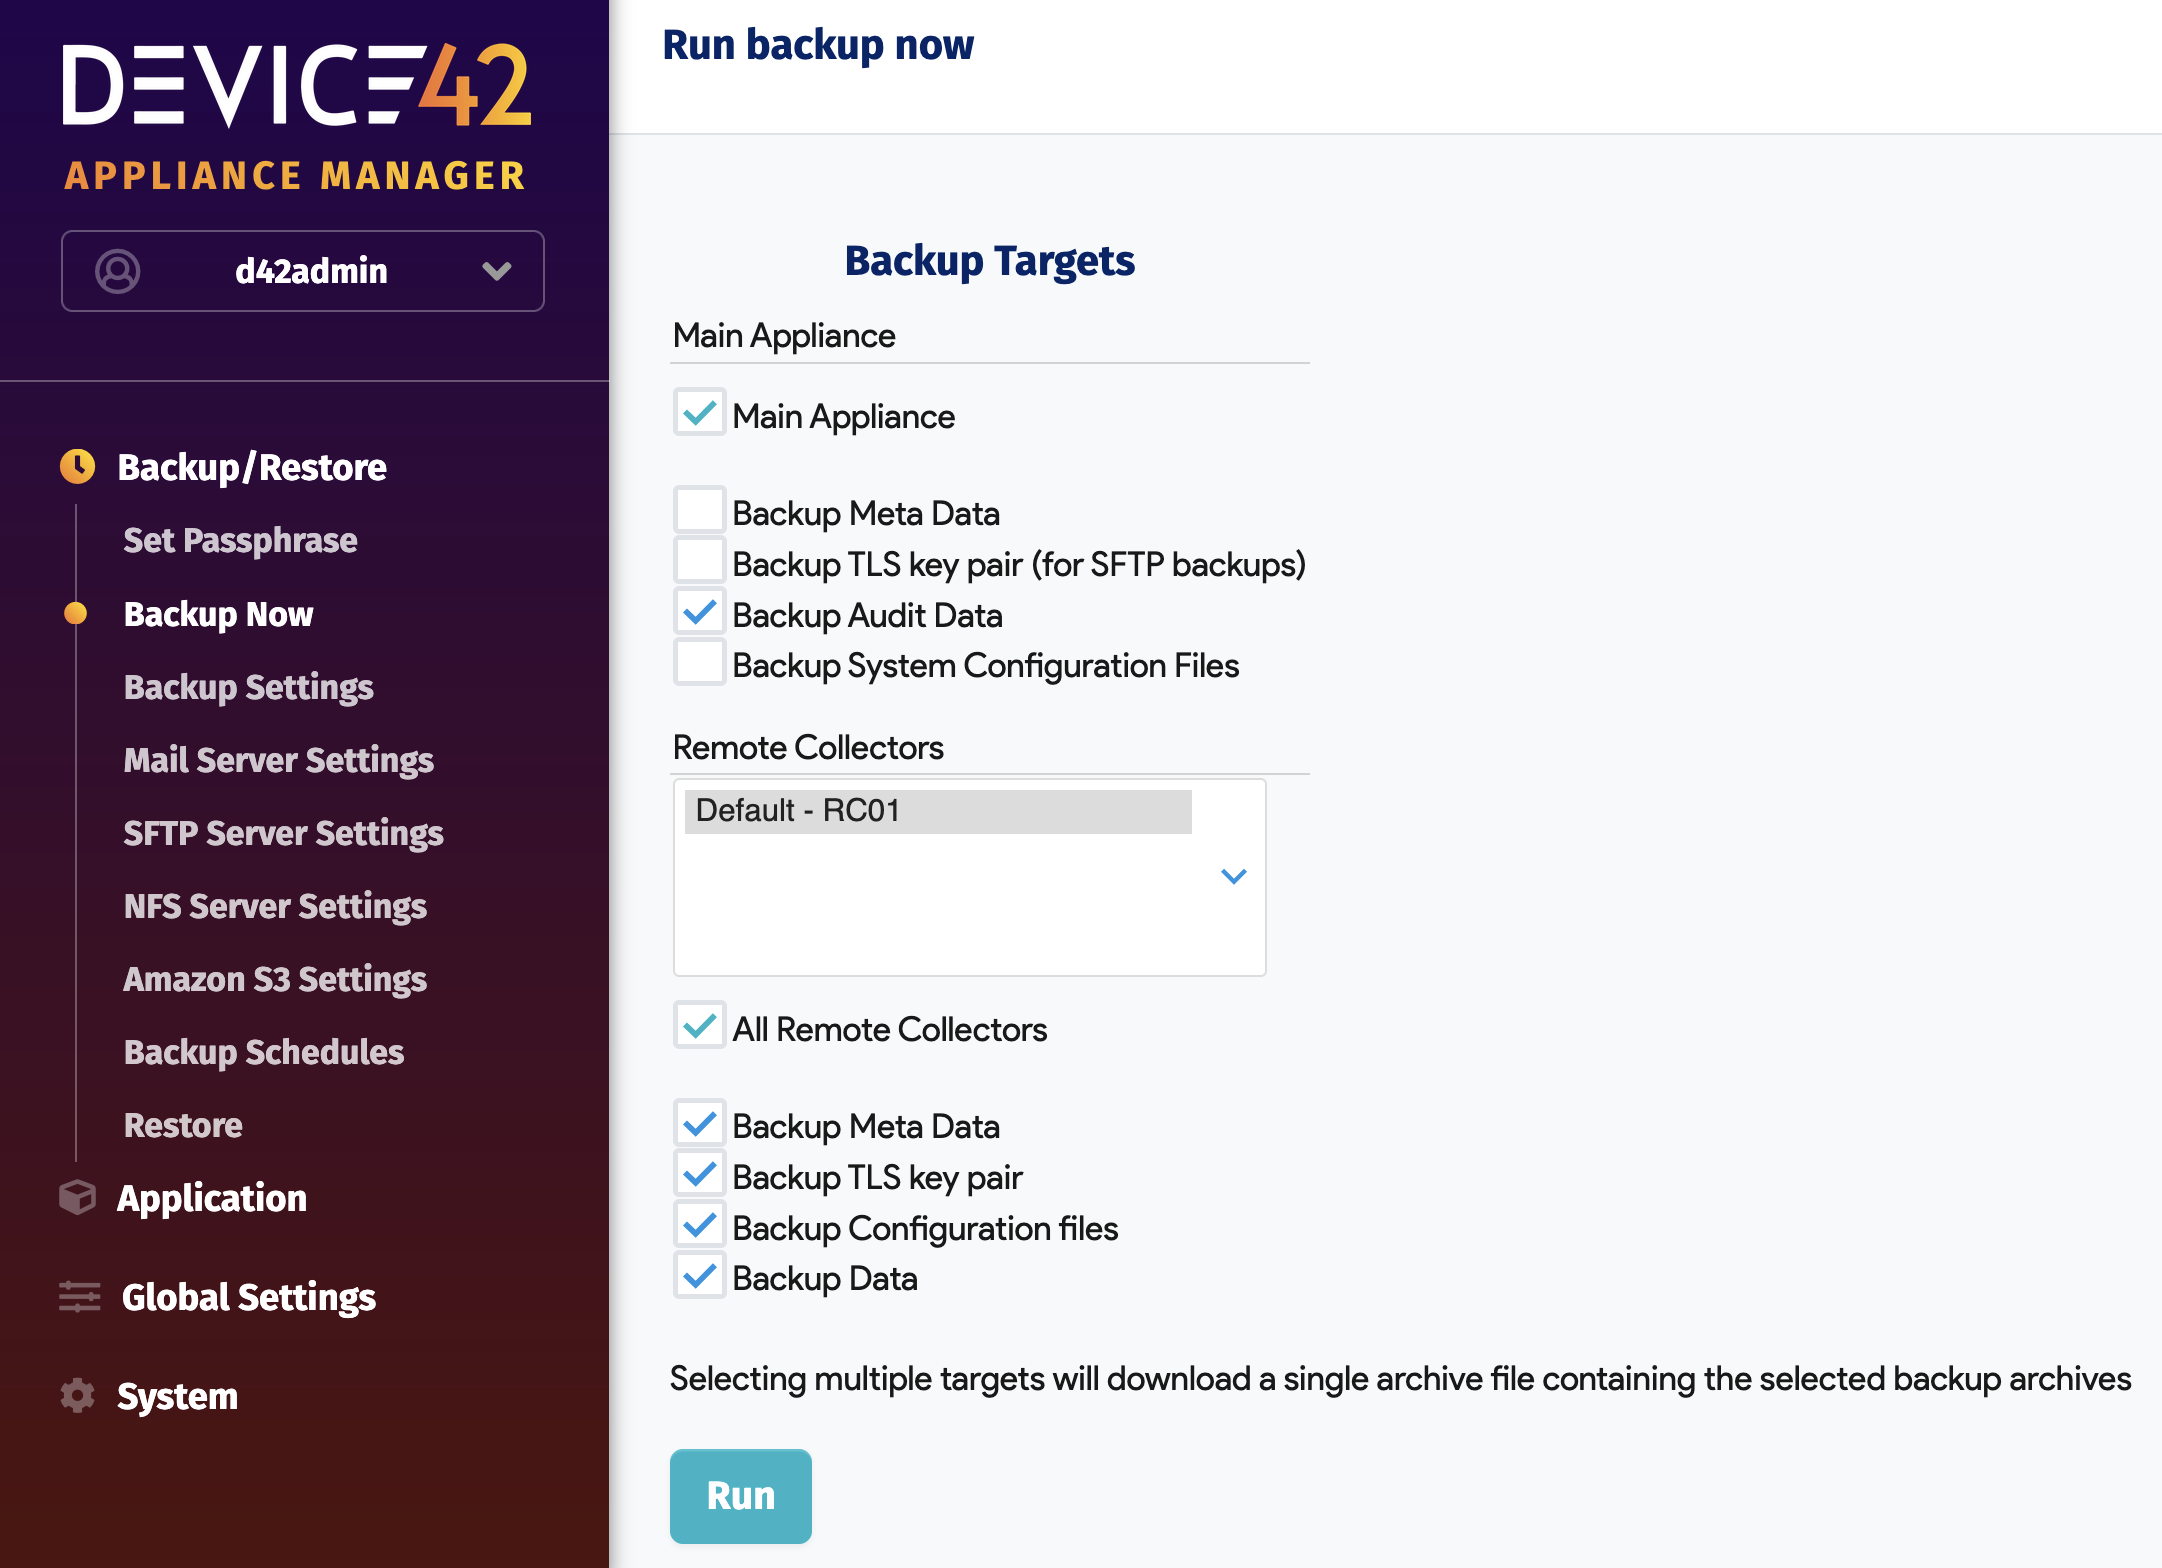 DEVICE42
APPLIANCE MANAGER
d42admin
Backup/Restore
Set Passphrase
Backup Now
Backup Settings
Mail Server Settings
SFTP Server Settings
NFS Server Settings
Amazon S3 Settings
Backup Schedules
Restore
Application
Global Settings
System
Run backup now
Backup Targets
Main Appliance
Main Appliance
Backup Meta Data
Backup TLS key pair (for SFTP backups)
Backup Audit Data
Backup System Configuration Files
Remote Collectors
Default - RC01
All Remote Collectors
Backup Meta Data
Backup TLS key pair
Backup Configuration files
Backup Data
Selecting multiple targets will download a single archive file containing the selected backup archives
Run